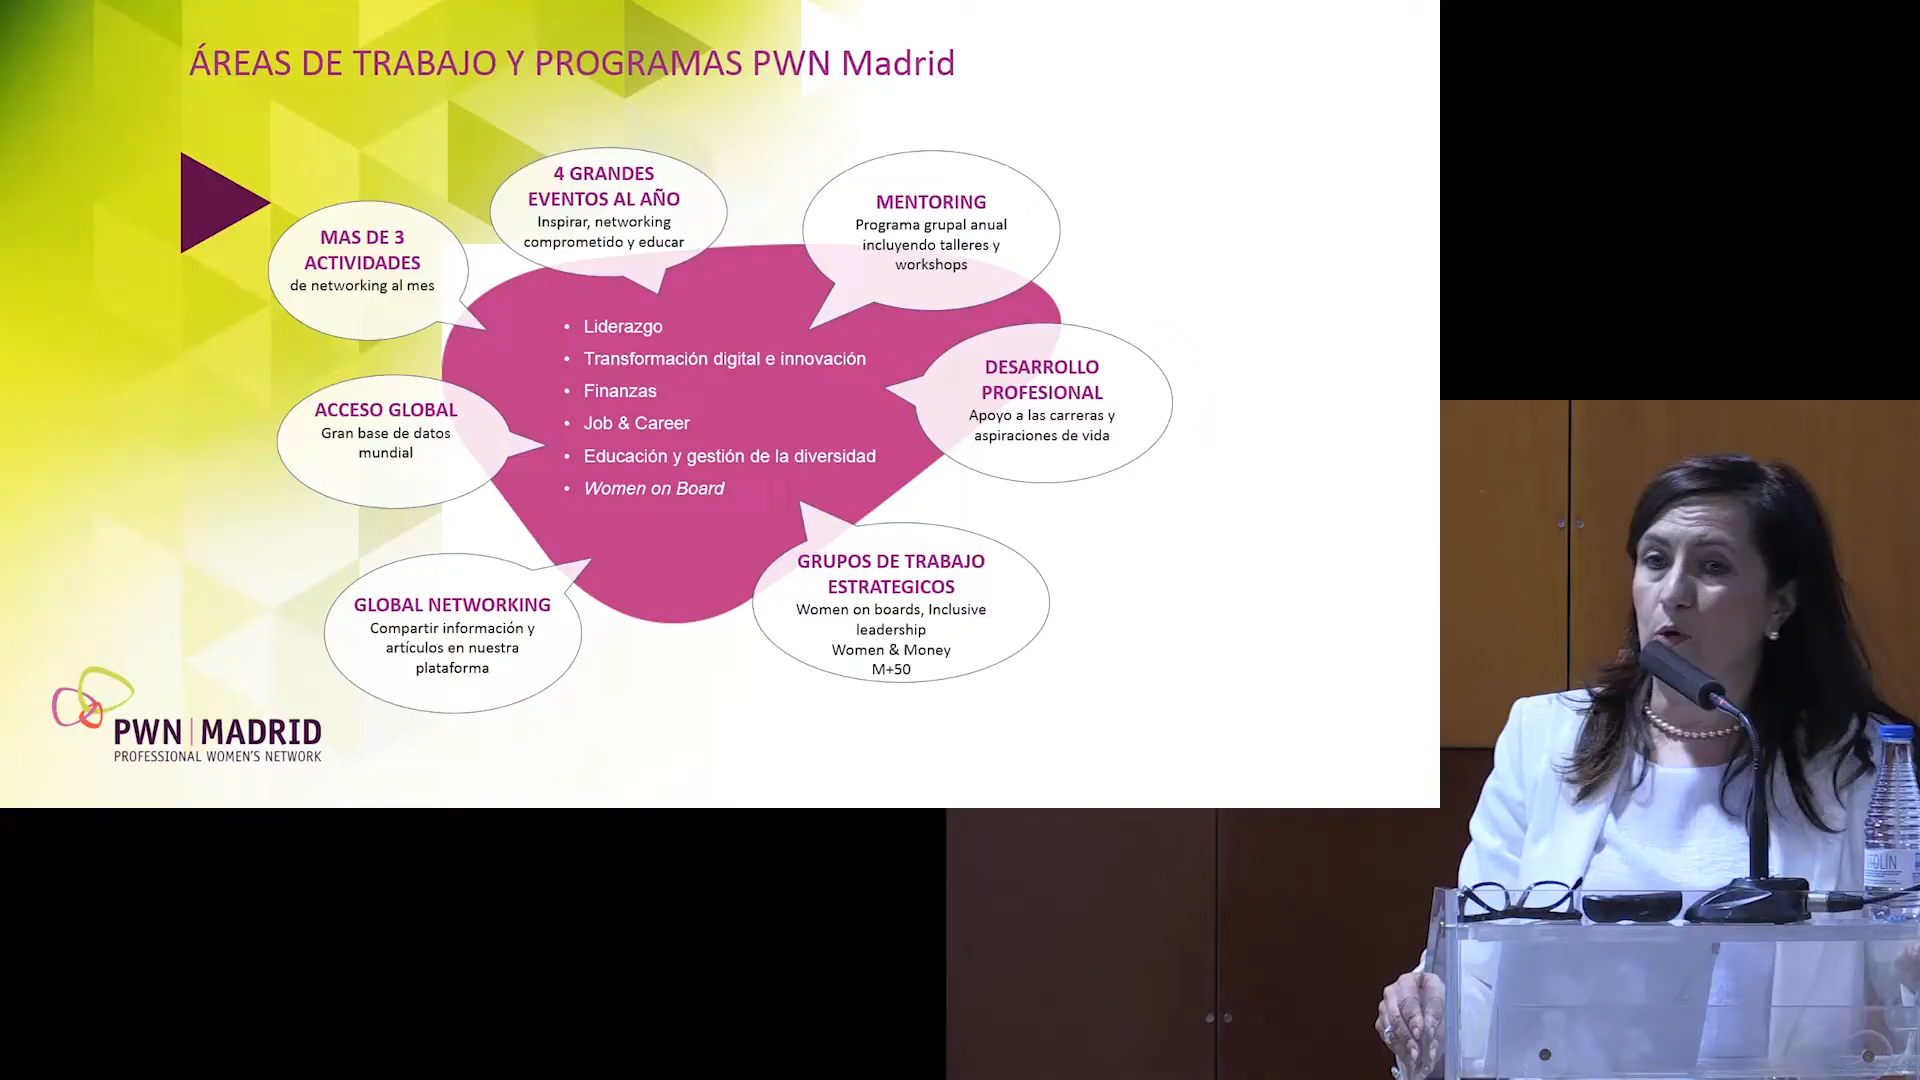 ÁREAS DE TRABAJO Y PROGRAMAS PWN Madrid
4 GRANDES
EVENTOS AL AÑO
Inspirar, networking
comprometido y educar
MENTORING
Programa grupal anual
incluyendo talleres y
workshops
MAS DE 3
ACTIVIDADES
de networking al mes
• Liderazgo
• Transformación digital e innovación
• Finanzas
• Job & Career
• Educación y gestión de la diversidad
• Women on Board
DESARROLLO
PROFESIONAL
Apoyo a las carreras y
aspiraciones de vida
ACCESO GLOBAL
Gran base de datos
mundial
GRUPOS DE TRABAJO
ESTRATEGICOS
Women on boards, Inclusive
leadership
Women & Money
M+50
GLOBAL NETWORKING
Compartir información y
artículos en nuestra
plataforma
PWN | MADRID
PROFESSIONAL WOMEN'S NETWORK